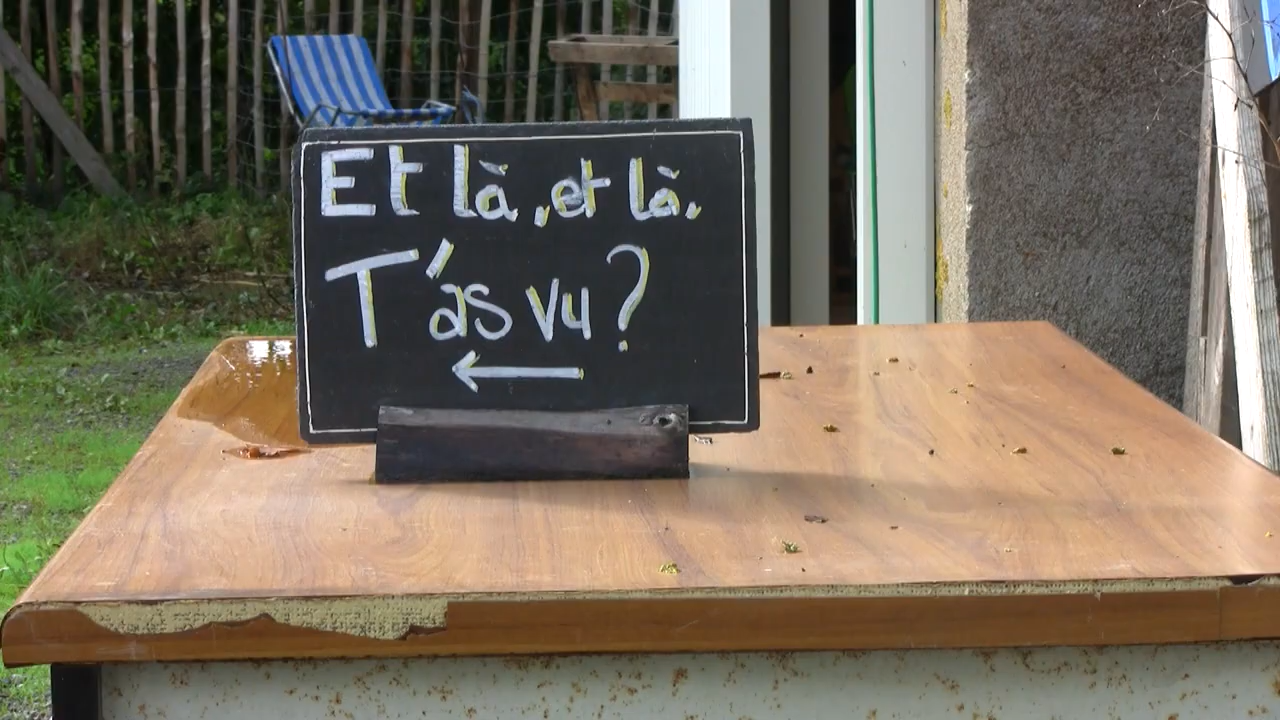 Et là, et là,
T'as vu ?
←